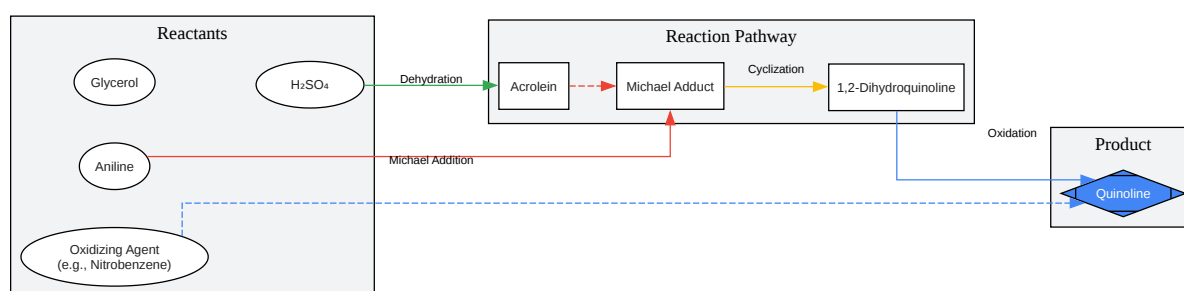 Reactants
Glycerol
H₂SO₄
Aniline
Oxidizing Agent
(e.g., Nitrobenzene)
Dehydration
Michael Addition
Reaction Pathway
Acrolein
Michael Adduct
Cyclization
1,2-Dihydroquinoline
Oxidation
Product
Quinoline